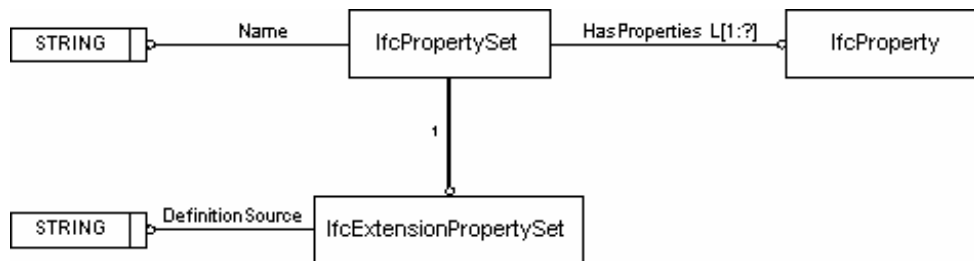 STRING
Name
IfcPropertySet
HasProperties L[1:?]
IfcProperty
1
STRING
DefinitionSource
IfcExtensionPropertySet